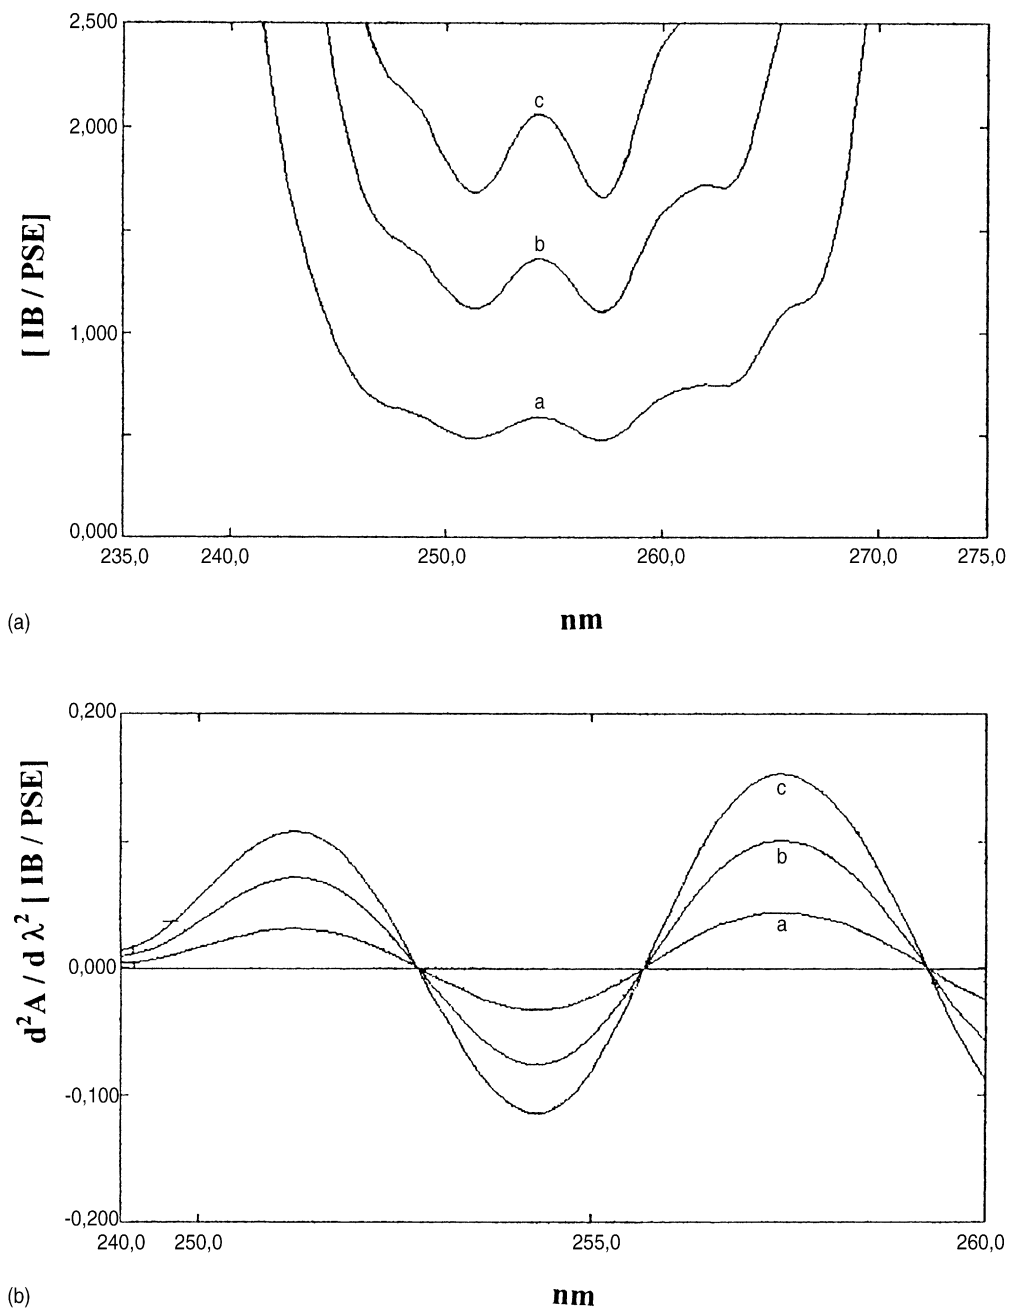 2,500
2,000
1,000
0,000
[ IB / PSE]
c
b
a
235,0 240,0 250,0 260,0 270,0 275,0
nm
(a)
0,200
0,000
-0,100
-0,200
d²A / d λ² [ IB / PSE]
c
b
a
240,0 250,0 255,0 260,0
nm
(b)